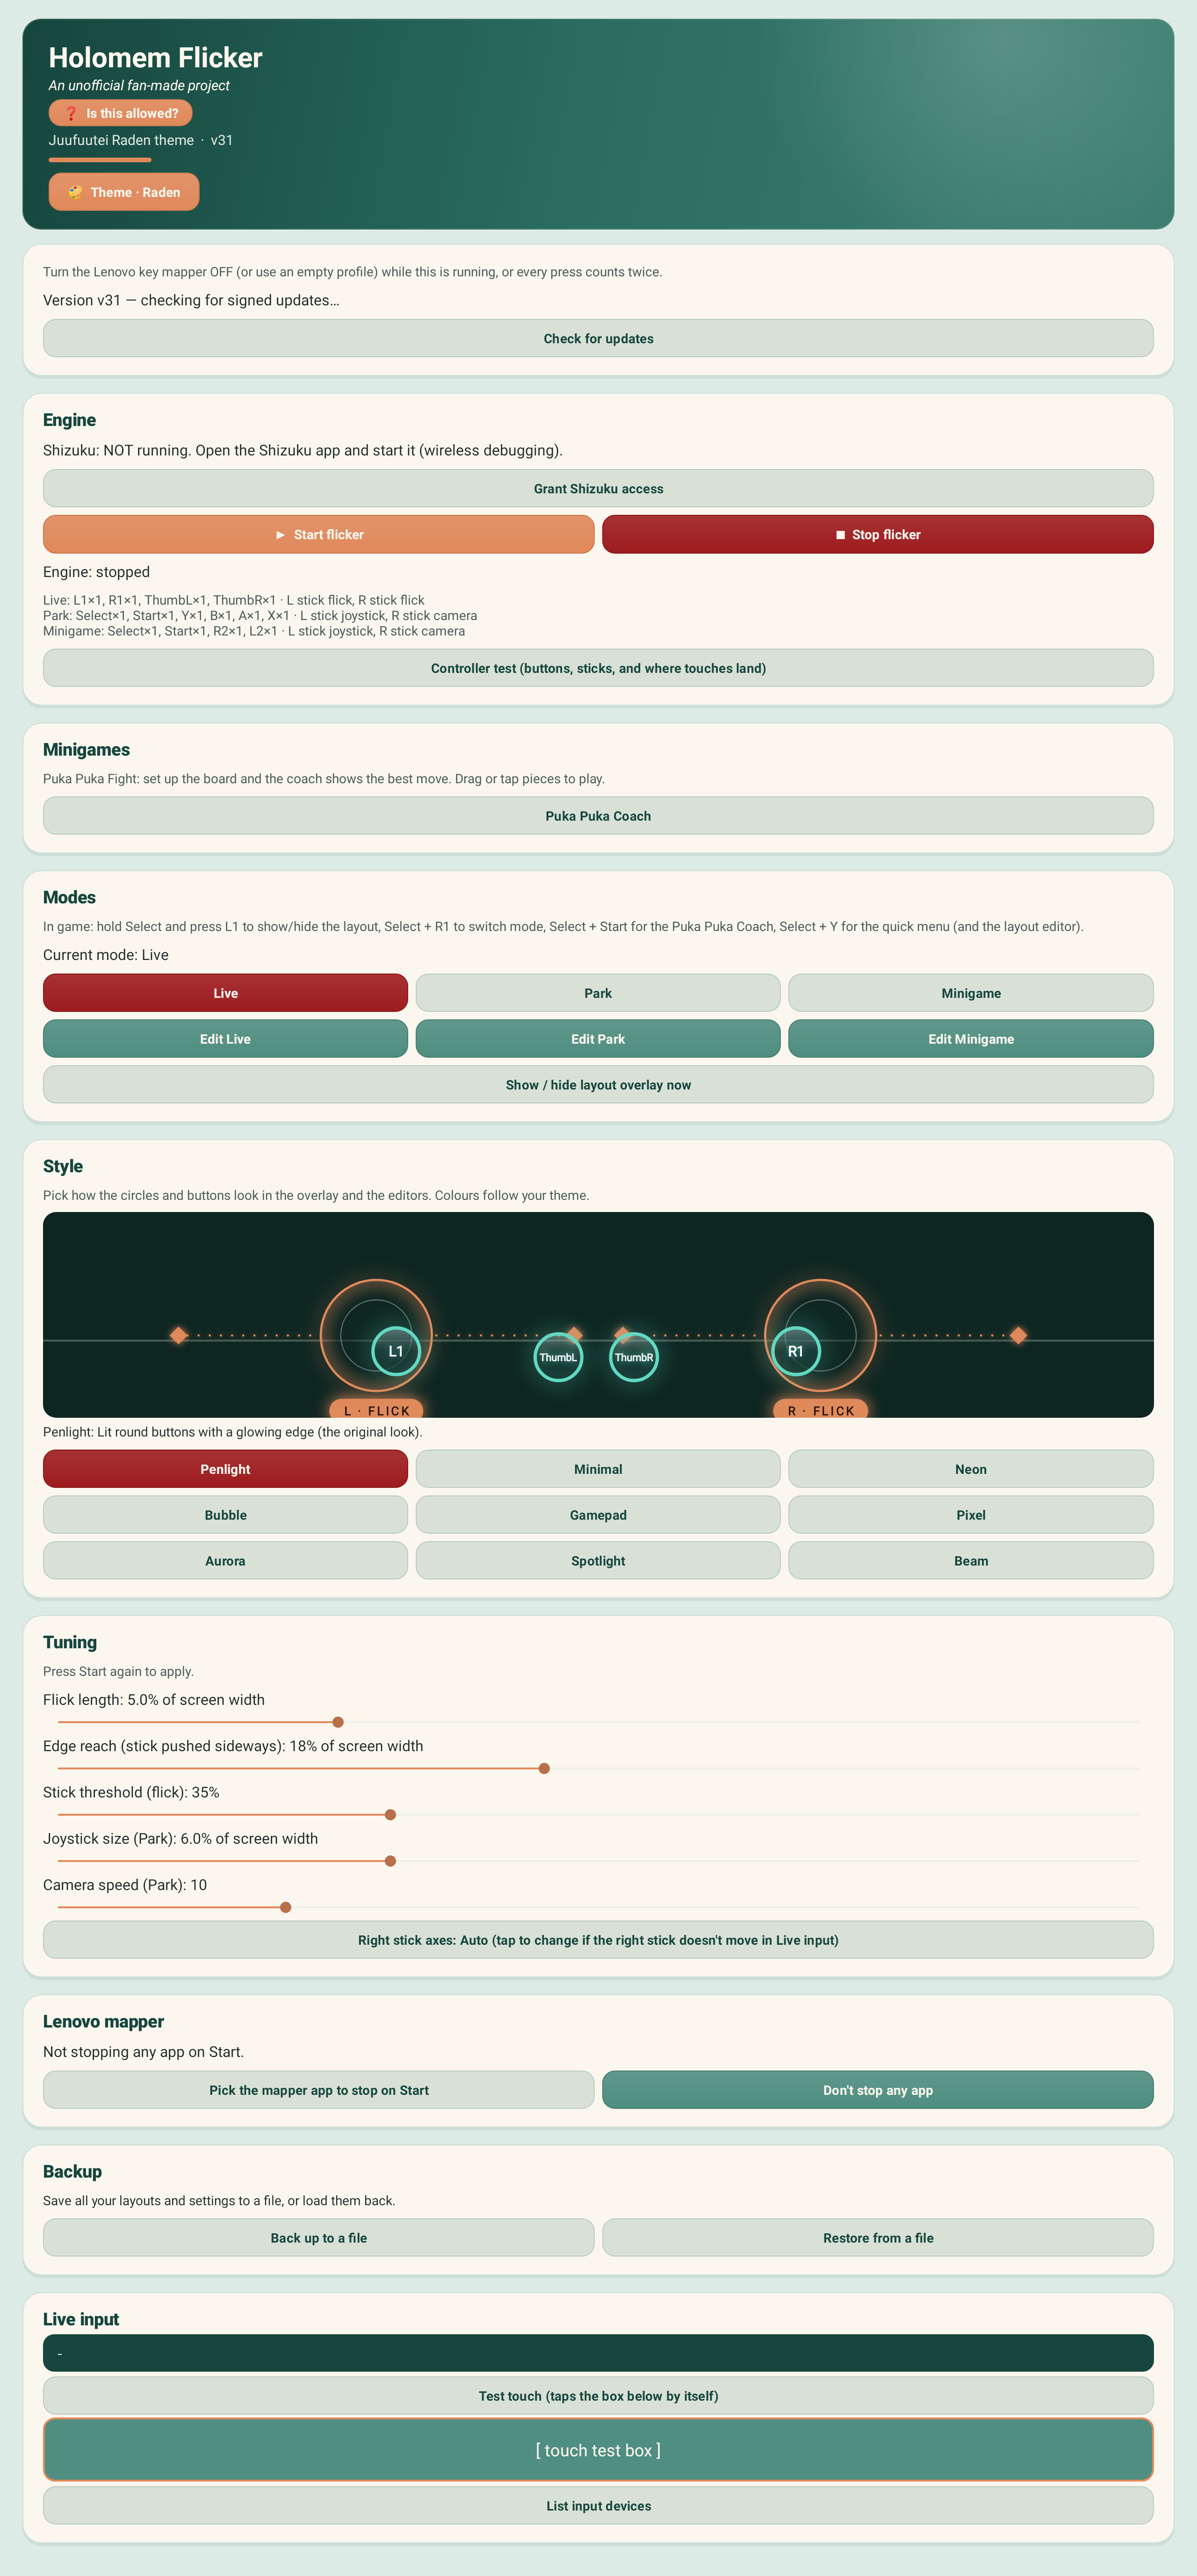 Holomem Flicker
An unofficial fan-made project
❓ Is this allowed?
Juufuutei Raden theme · v31
🎨 Theme · Raden
Turn the Lenovo key mapper OFF (or use an empty profile) while this is running, or every press counts twice.
Version v31 — checking for signed updates…
Check for updates
Engine
Shizuku: NOT running. Open the Shizuku app and start it (wireless debugging).
Grant Shizuku access
▶ Start flicker
■ Stop flicker
Engine: stopped
Live: L1×1, R1×1, ThumbL×1, ThumbR×1 · L stick flick, R stick flick
Park: Select×1, Start×1, Y×1, B×1, A×1, X×1 · L stick joystick, R stick camera
Minigame: Select×1, Start×1, R2×1, L2×1 · L stick joystick, R stick camera
Controller test (buttons, sticks, and where touches land)
Minigames
Puka Puka Fight: set up the board and the coach shows the best move. Drag or tap pieces to play.
Puka Puka Coach
Modes
In game: hold Select and press L1 to show/hide the layout, Select + R1 to switch mode, Select + Start for the Puka Puka Coach, Select + Y for the quick menu (and the layout editor).
Current mode: Live
Live
Park
Minigame
Edit Live
Edit Park
Edit Minigame
Show / hide layout overlay now
Style
Pick how the circles and buttons look in the overlay and the editors. Colours follow your theme.
L1
ThumbL
ThumbR
R1
L · FLICK
R · FLICK
Penlight: Lit round buttons with a glowing edge (the original look).
Penlight
Minimal
Neon
Bubble
Gamepad
Pixel
Aurora
Spotlight
Beam
Tuning
Press Start again to apply.
Flick length: 5.0% of screen width
Edge reach (stick pushed sideways): 18% of screen width
Stick threshold (flick): 35%
Joystick size (Park): 6.0% of screen width
Camera speed (Park): 10
Right stick axes: Auto (tap to change if the right stick doesn't move in Live input)
Lenovo mapper
Not stopping any app on Start.
Pick the mapper app to stop on Start
Don't stop any app
Backup
Save all your layouts and settings to a file, or load them back.
Back up to a file
Restore from a file
Live input
-
Test touch (taps the box below by itself)
[ touch test box ]
List input devices